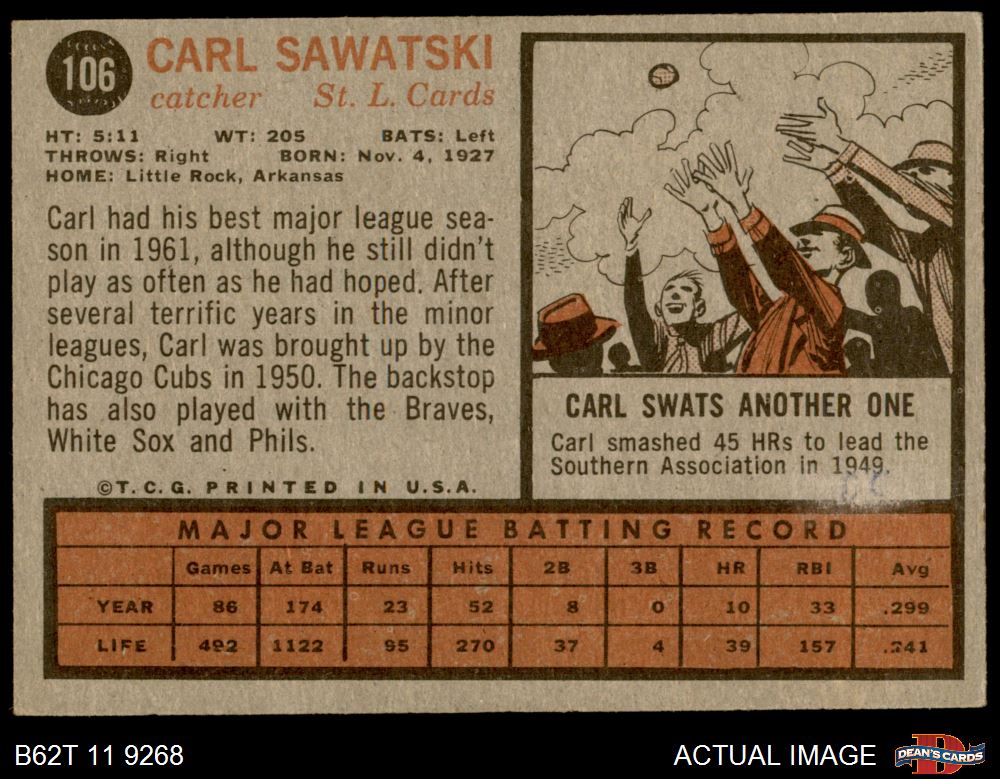 106
CARL SAWATSKI
catcher St. L. Cards
HT: 5:11 WT: 205 BATS: Left
THROWS: Right BORN: Nov. 4, 1927
HOME: Little Rock, Arkansas
Carl had his best major league sea-
son in 1961, although he still didn't
play as often as he had hoped. After
several terrific years in the minor
leagues, Carl was brought up by the
Chicago Cubs in 1950. The backstop
has also played with the Braves,
White Sox and Phils.
©T.C.G. PRINTED IN U.S.A.
CARL SWATS ANOTHER ONE
Carl smashed 45 HRs to lead the
Southern Association in 1949.
MAJOR LEAGUE BATTING RECORD
Games At Bat Runs Hits 2B 3B HR RBI Avg
YEAR 86 174 23 52 8 0 10 33 .299
LIFE 492 1122 95 270 37 4 39 157 .241
B62T 11 9268
ACTUAL IMAGE
DEAN'S CARDS